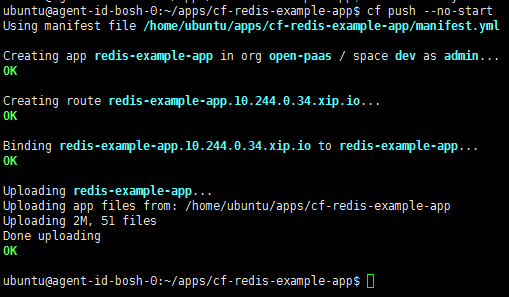 ubuntu@agent-id-bosh-0:~/apps/cf-redis-example-app$ cf push --no-start
Using manifest file /home/ubuntu/apps/cf-redis-example-app/manifest.yml
Creating app redis-example-app in org open-paas / space dev as admin...
OK
Creating route redis-example-app.10.244.0.34.xip.io...
OK
Binding redis-example-app.10.244.0.34.xip.io to redis-example-app...
OK
Uploading redis-example-app...
Uploading app files from: /home/ubuntu/apps/cf-redis-example-app
Uploading 2M, 51 files
Done uploading
OK
ubuntu@agent-id-bosh-0:~/apps/cf-redis-example-app$